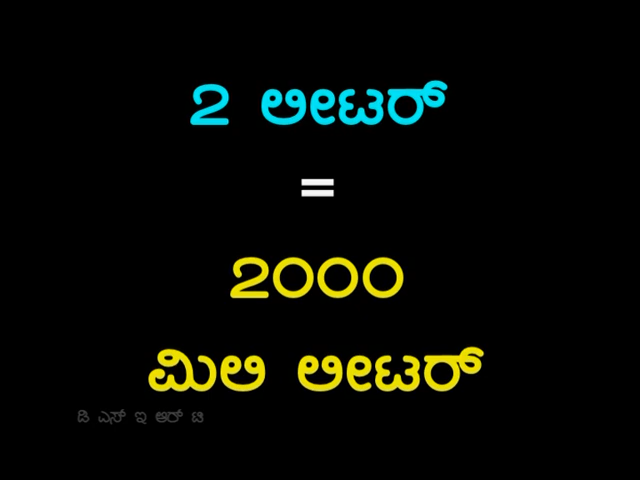 2 ಲೀಟರ್
=
2000
ಮಿಲಿ ಲೀಟರ್
ಡಿ ಎಸ್ ಇ ಆರ್ ಟಿ